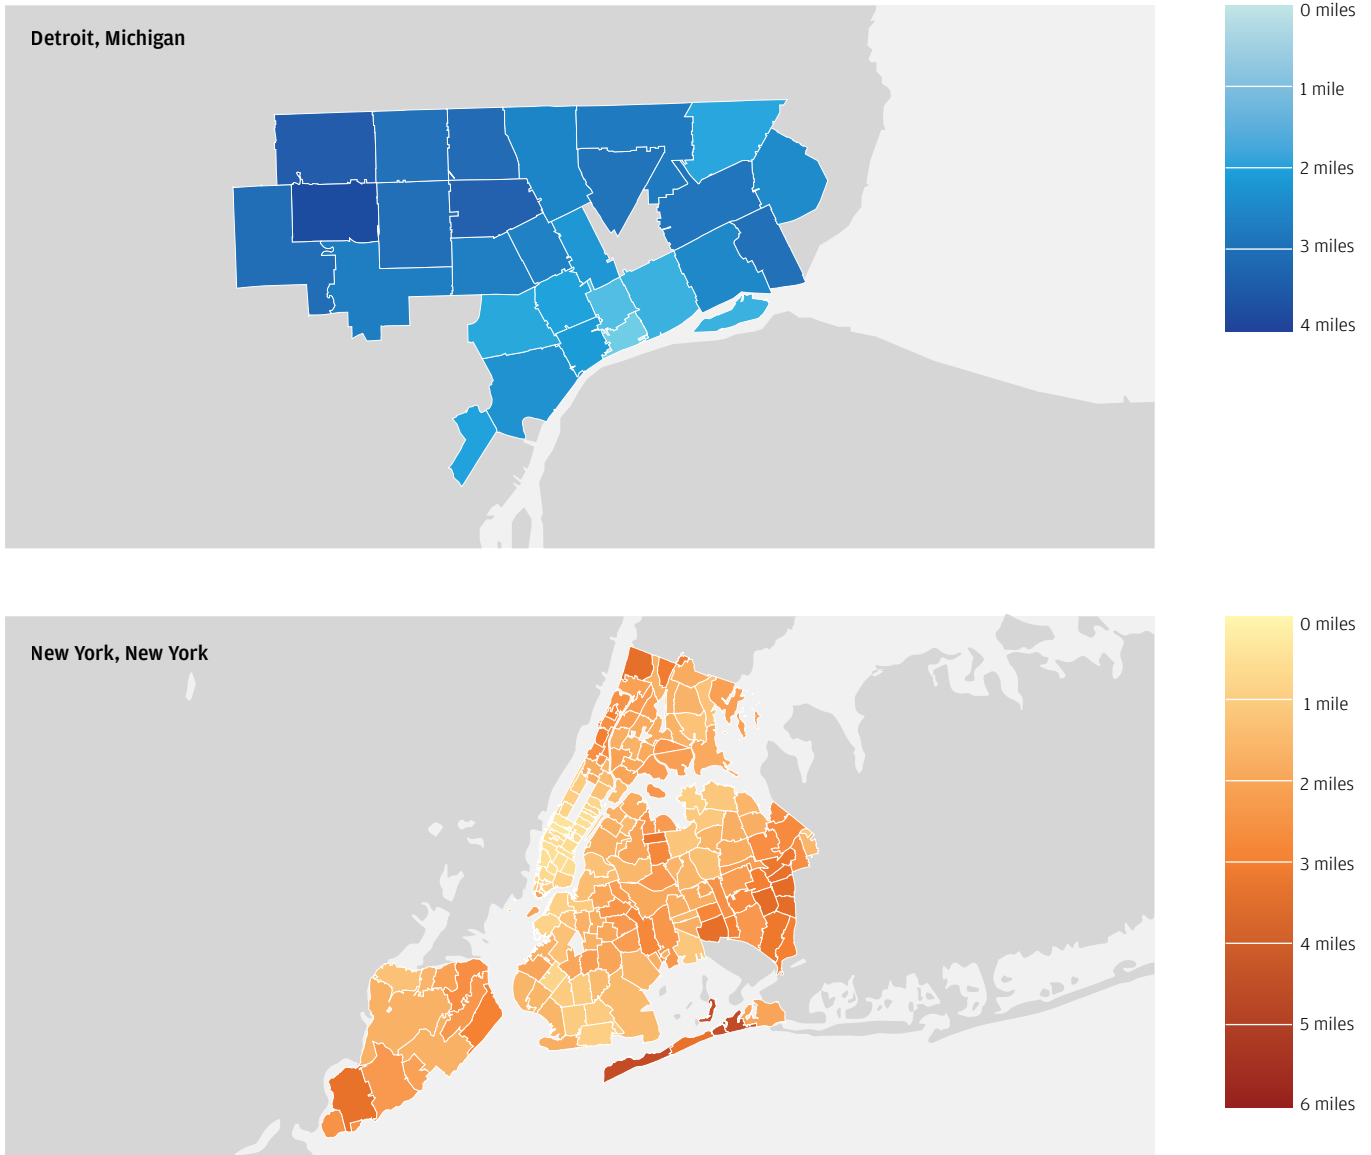 Detroit, Michigan
0 miles
1 mile
2 miles
3 miles
4 miles
New York, New York
0 miles
1 mile
2 miles
3 miles
4 miles
5 miles
6 miles